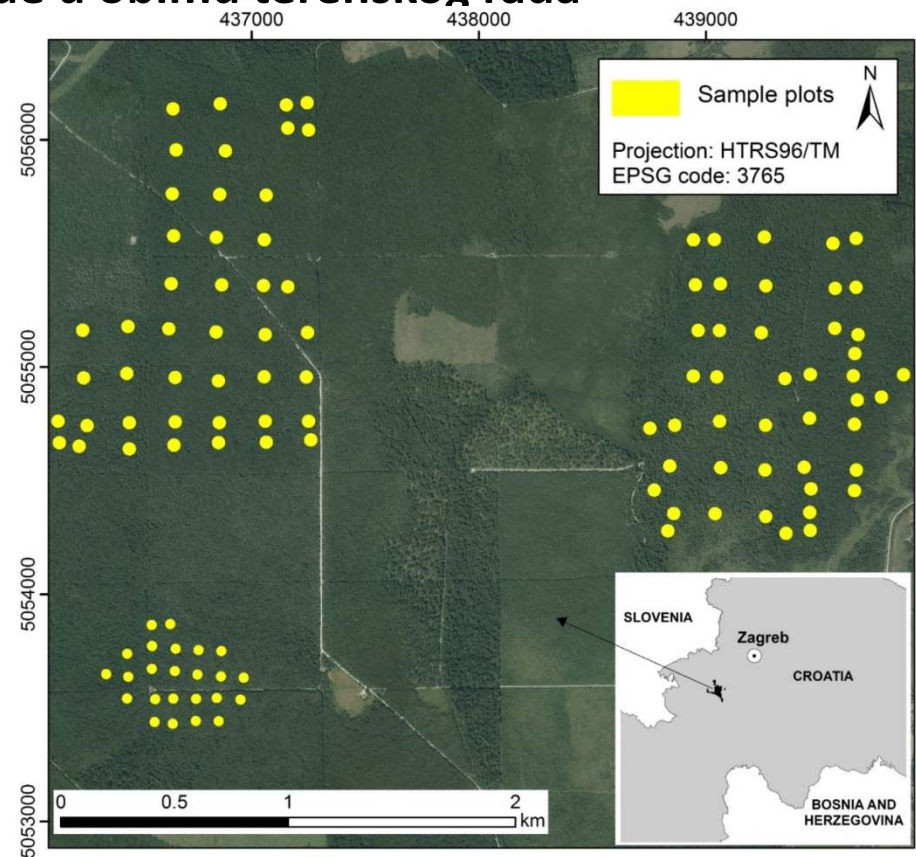 437000 438000 439000
5056000
5055000
5054000
5053000
N
Sample plots
Projection: HTRS96/TM
EPSG code: 3765
SLOVENIA
Zagreb
CROATIA
BOSNIA AND
HERZEGOVINA
0 0.5 1 2
km